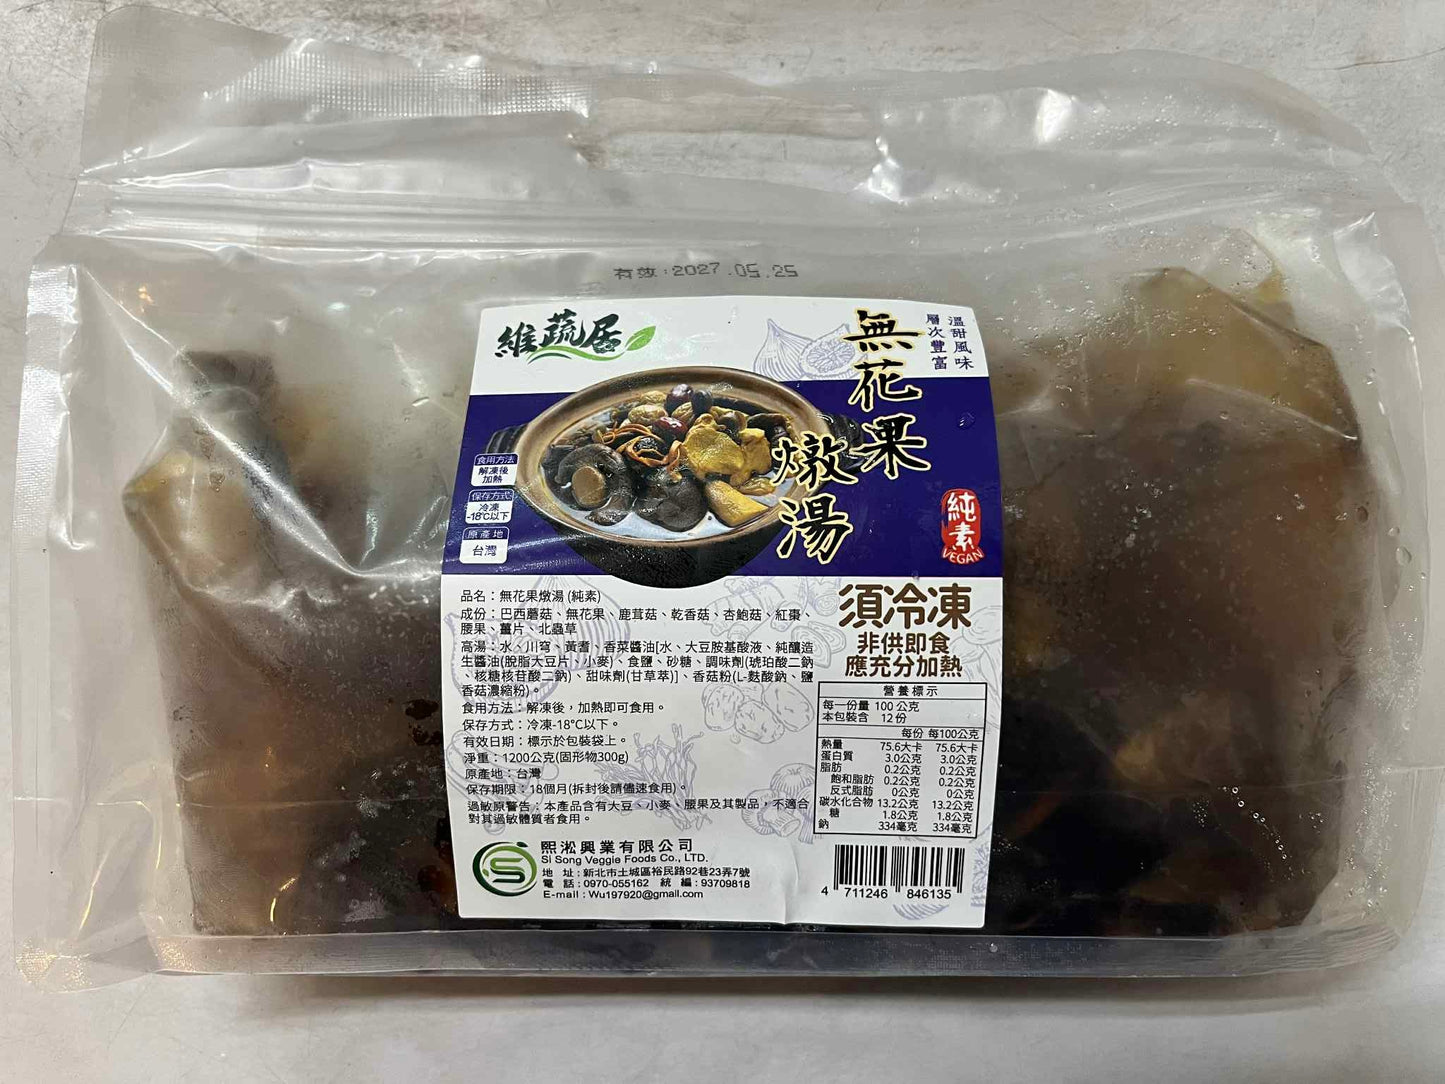 有效:2027.05.25
維蔬居
溫甜風味
層次豐富
無花果
燉湯
食用方法
解凍後
加熱
保存方式
冷凍
-18℃以下
原產地
台灣
純素
VEGAN
須冷凍
非供即食
應充分加熱
品名：無花果燉湯 (純素)
成份：巴西蘑菇、無花果、鹿茸菇、乾香菇、杏鮑菇、紅棗、
腰果、薑片、北蟲草
高湯：水、川芎、黃耆、香菜醬油[水、大豆胺基酸液、純釀造
生醬油(脫脂大豆片、小麥)、食鹽、砂糖、調味劑(琥珀酸二鈉
、核糖核苷酸二鈉)、甜味劑(甘草萃)]、香菇粉(L-麩酸鈉、鹽
香菇濃縮粉)。
食用方法：解凍後，加熱即可食用。
保存方式：冷凍-18°C以下。
有效日期：標示於包裝袋上。
淨重：1200公克(固形物300g)
原產地：台灣
保存期限：18個月(拆封後請儘速食用)。
過敏原警告：本產品含有大豆、小麥、腰果及其製品，不適合
對其過敏體質者食用。
營養標示
每一份量 100 公克
本包裝含 12 份
每份 每100公克
熱量 75.6大卡 75.6大卡
蛋白質 3.0公克 3.0公克
脂肪 0.2公克 0.2公克
飽和脂肪 0.2公克 0.2公克
反式脂肪 0公克 0公克
碳水化合物 13.2公克 13.2公克
糖 1.8公克 1.8公克
鈉 334毫克 334毫克
熙淞興業有限公司
Si Song Veggie Foods Co., LTD.
地 址：新北市土城區裕民路92巷23弄7號
電 話：0970-055162 統 編：93709818
E-mail：Wu197920@gmail.com
4 711246 846135